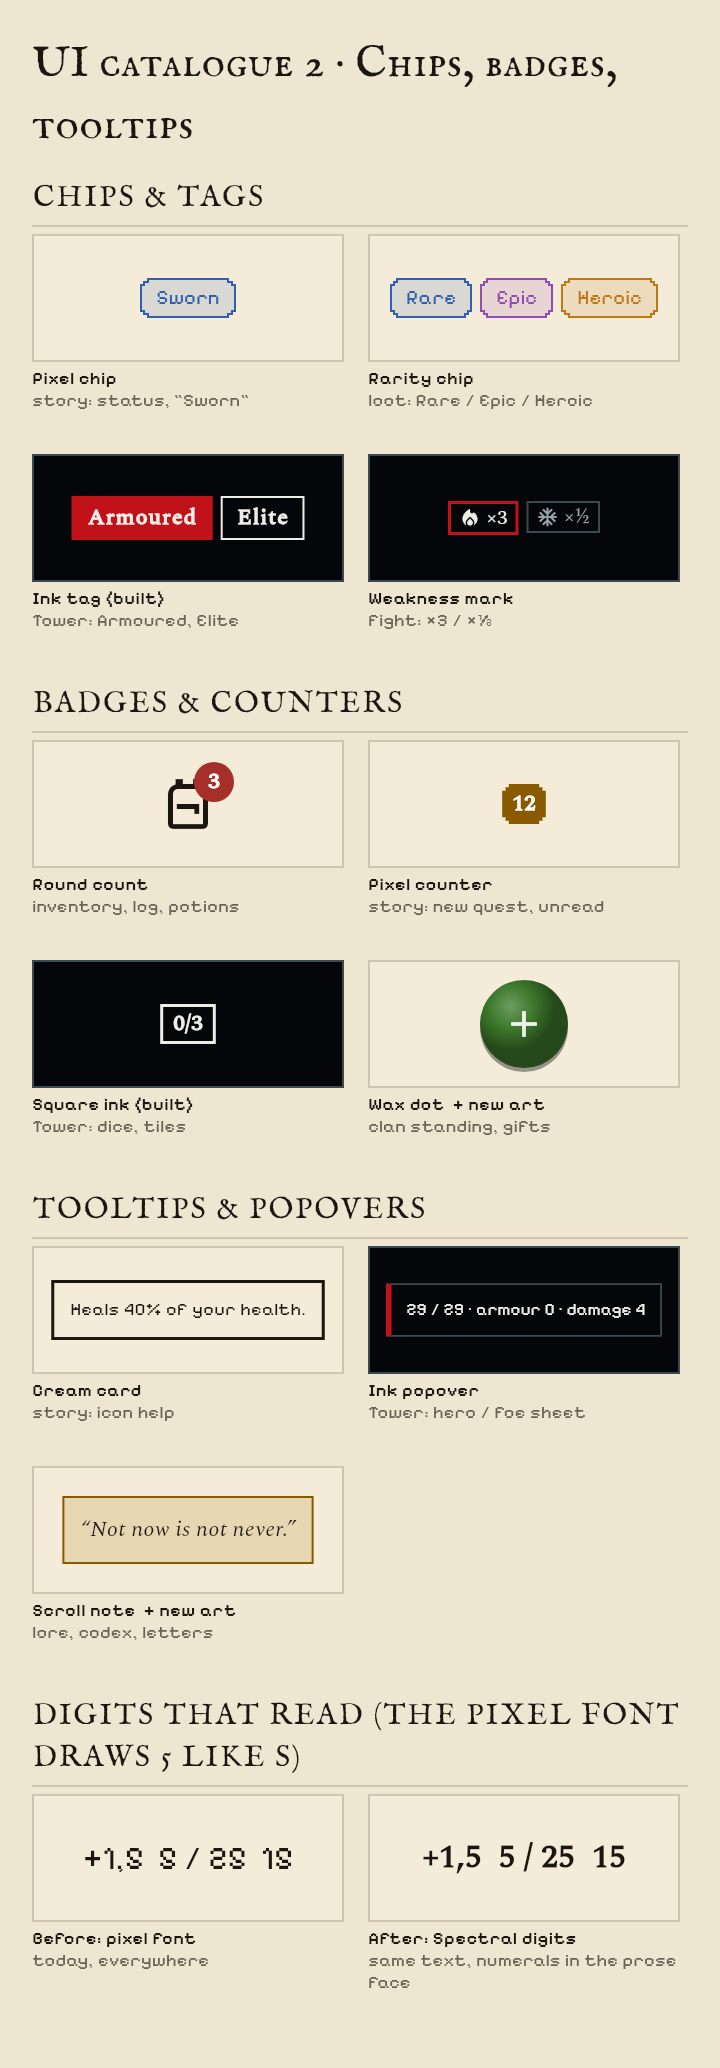 UI catalogue 2 · Chips, badges,
tooltips
CHIPS & TAGS
Sworn
Rare Epic Heroic
Pixel chip
story: status, "Sworn"
Rarity chip
loot: Rare / Epic / Heroic
Armoured Elite
×3 ×½
Ink tag (built)
Tower: Armoured, Elite
Weakness mark
Fight: ×3 / ×½
BADGES & COUNTERS
3
12
Round count
inventory, log, potions
Pixel counter
story: new quest, unread
0/3
+
Square ink (built)
Tower: dice, tiles
Wax dot + new art
clan standing, gifts
TOOLTIPS & POPOVERS
Heals 40% of your health.
29 / 29 · armour 0 · damage 4
Cream card
story: icon help
Ink popover
Tower: hero / foe sheet
“Not now is not never.”
Scroll note + new art
lore, codex, letters
DIGITS THAT READ (THE PIXEL FONT
DRAWS 5 LIKE S)
+1,5 5 / 25 15
+1,5 5 / 25 15
Before: pixel font
today, everywhere
After: Spectral digits
same text, numerals in the prose
face